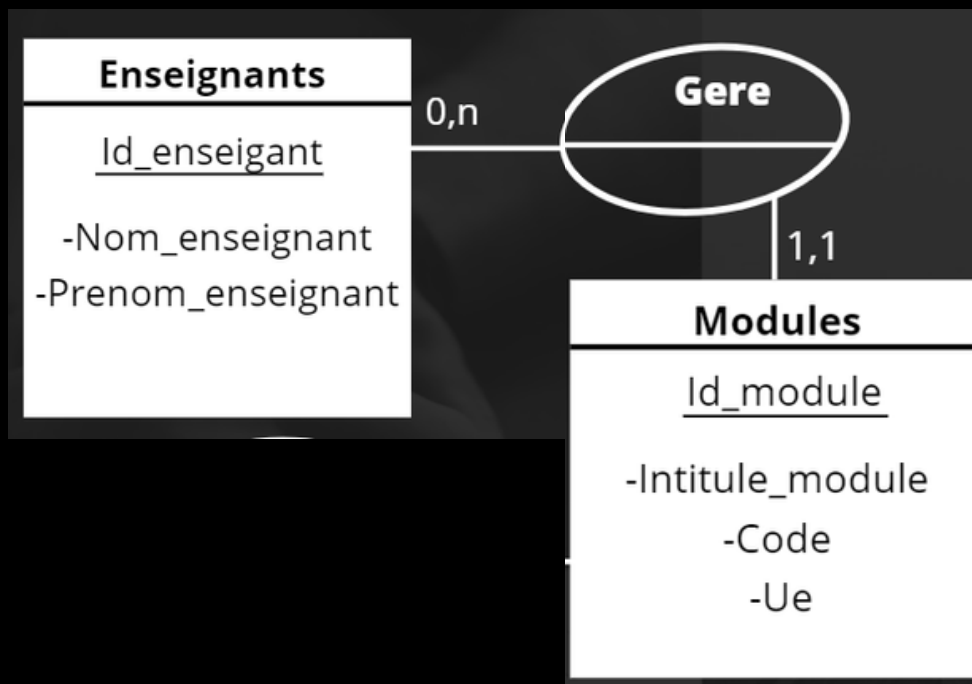 Enseignants
Id_enseigant
-Nom_enseignant
-Prenom_enseignant
0,n
Gere
1,1
Modules
Id_module
-Intitule_module
-Code
-Ue